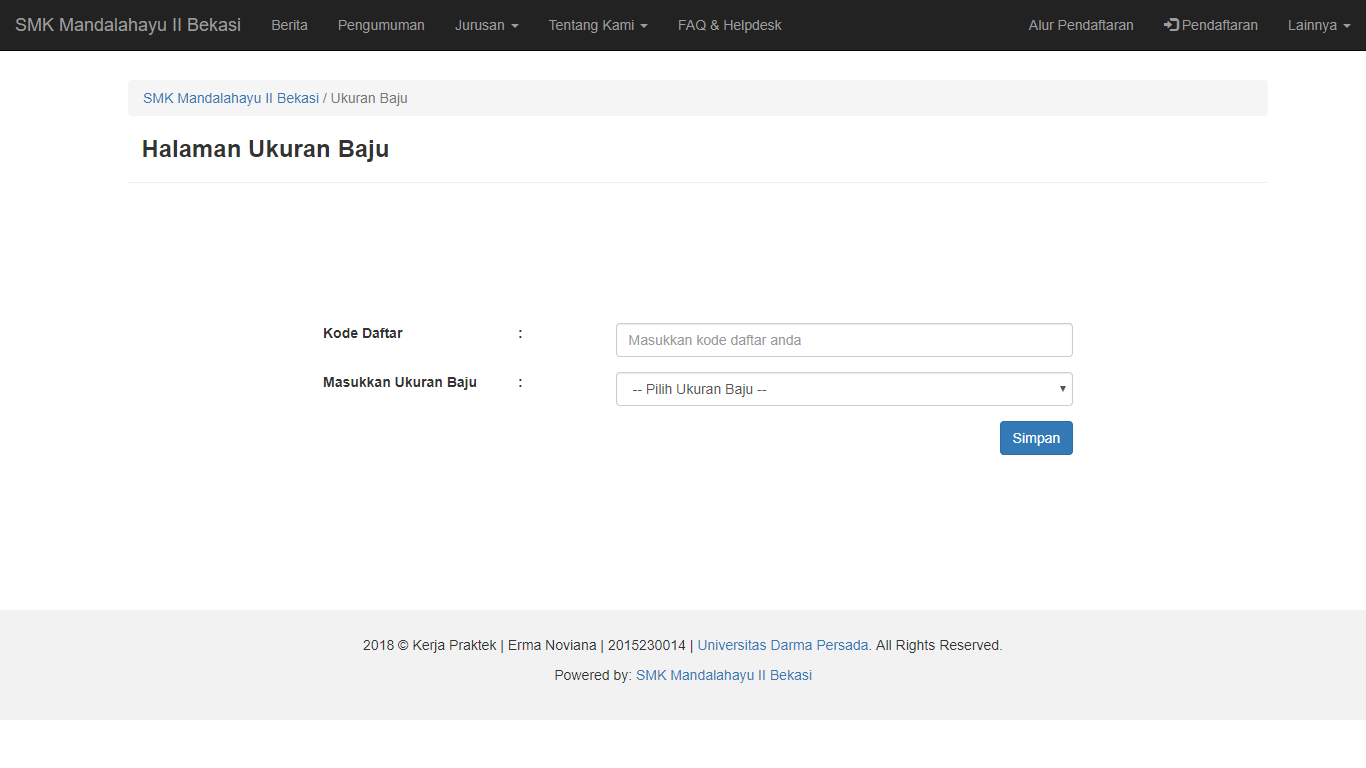 SMK Mandalahayu II Bekasi Berita Pengumuman Jurusan Tentang Kami FAQ & Helpdesk Alur Pendaftaran Pendaftaran Lainnya
SMK Mandalahayu II Bekasi / Ukuran Baju
Halaman Ukuran Baju
Kode Daftar : Masukkan kode daftar anda
Masukkan Ukuran Baju : -- Pilih Ukuran Baju --
Simpan
2018 © Kerja Praktek | Erma Noviana | 2015230014 | Universitas Darma Persada. All Rights Reserved.
Powered by: SMK Mandalahayu II Bekasi